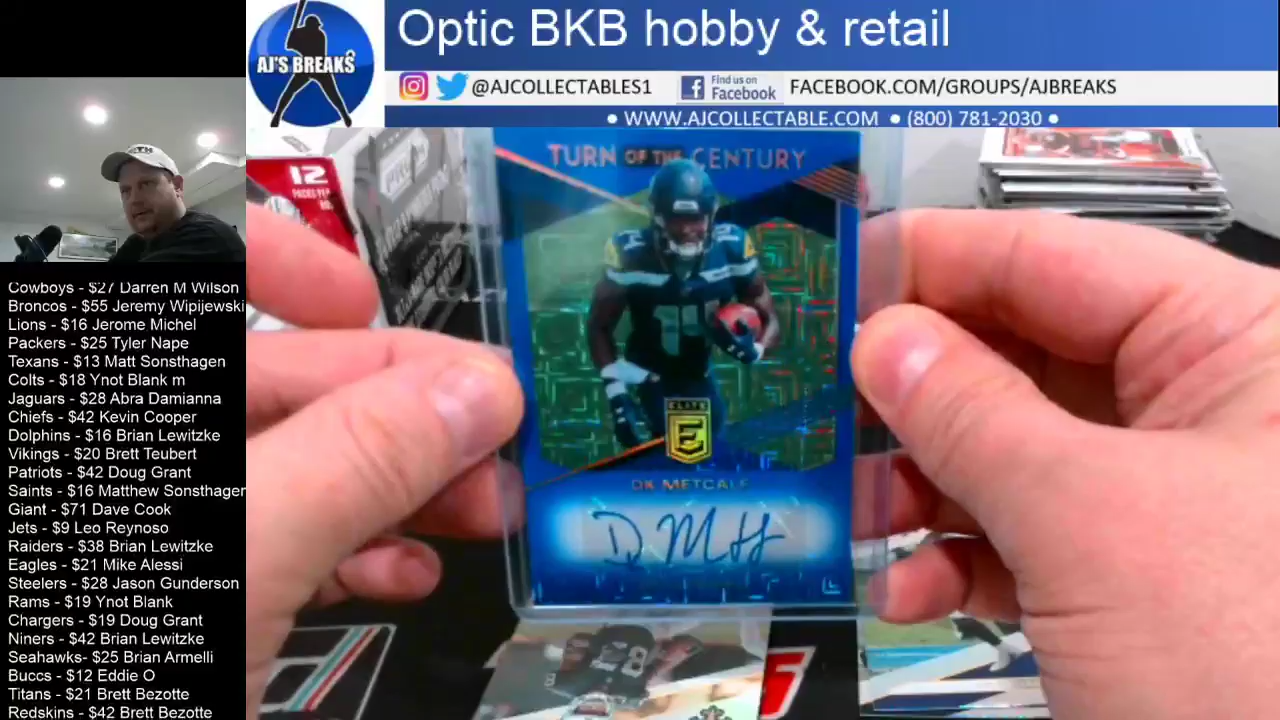 Optic BKB hobby & retail
AJ'S BREAKS
@AJCOLLECTABLES1
Find us on
Facebook
FACEBOOK.COM/GROUPS/AJBREAKS
• WWW.AJCOLLECTABLE.COM • (800) 781-2030 •
12
TURN OF THE CENTURY
14
14
ELITE
E
DK METCALF
Cowboys - $27 Darren M Wilson
Broncos - $55 Jeremy Wipijewski
Lions - $16 Jerome Michel
Packers - $25 Tyler Nape
Texans - $13 Matt Sonsthagen
Colts - $18 Ynot Blank m
Jaguars - $28 Abra Damianna
Chiefs - $42 Kevin Cooper
Dolphins - $16 Brian Lewitzke
Vikings - $20 Brett Teubert
Patriots - $42 Doug Grant
Saints - $16 Matthew Sonsthagen
Giant - $71 Dave Cook
Jets - $9 Leo Reynoso
Raiders - $38 Brian Lewitzke
Eagles - $21 Mike Alessi
Steelers - $28 Jason Gunderson
Rams - $19 Ynot Blank
Chargers - $19 Doug Grant
Niners - $42 Brian Lewitzke
Seahawks- $25 Brian Armelli
Buccs - $12 Eddie O
Titans - $21 Brett Bezotte
Redskins - $42 Brett Bezotte